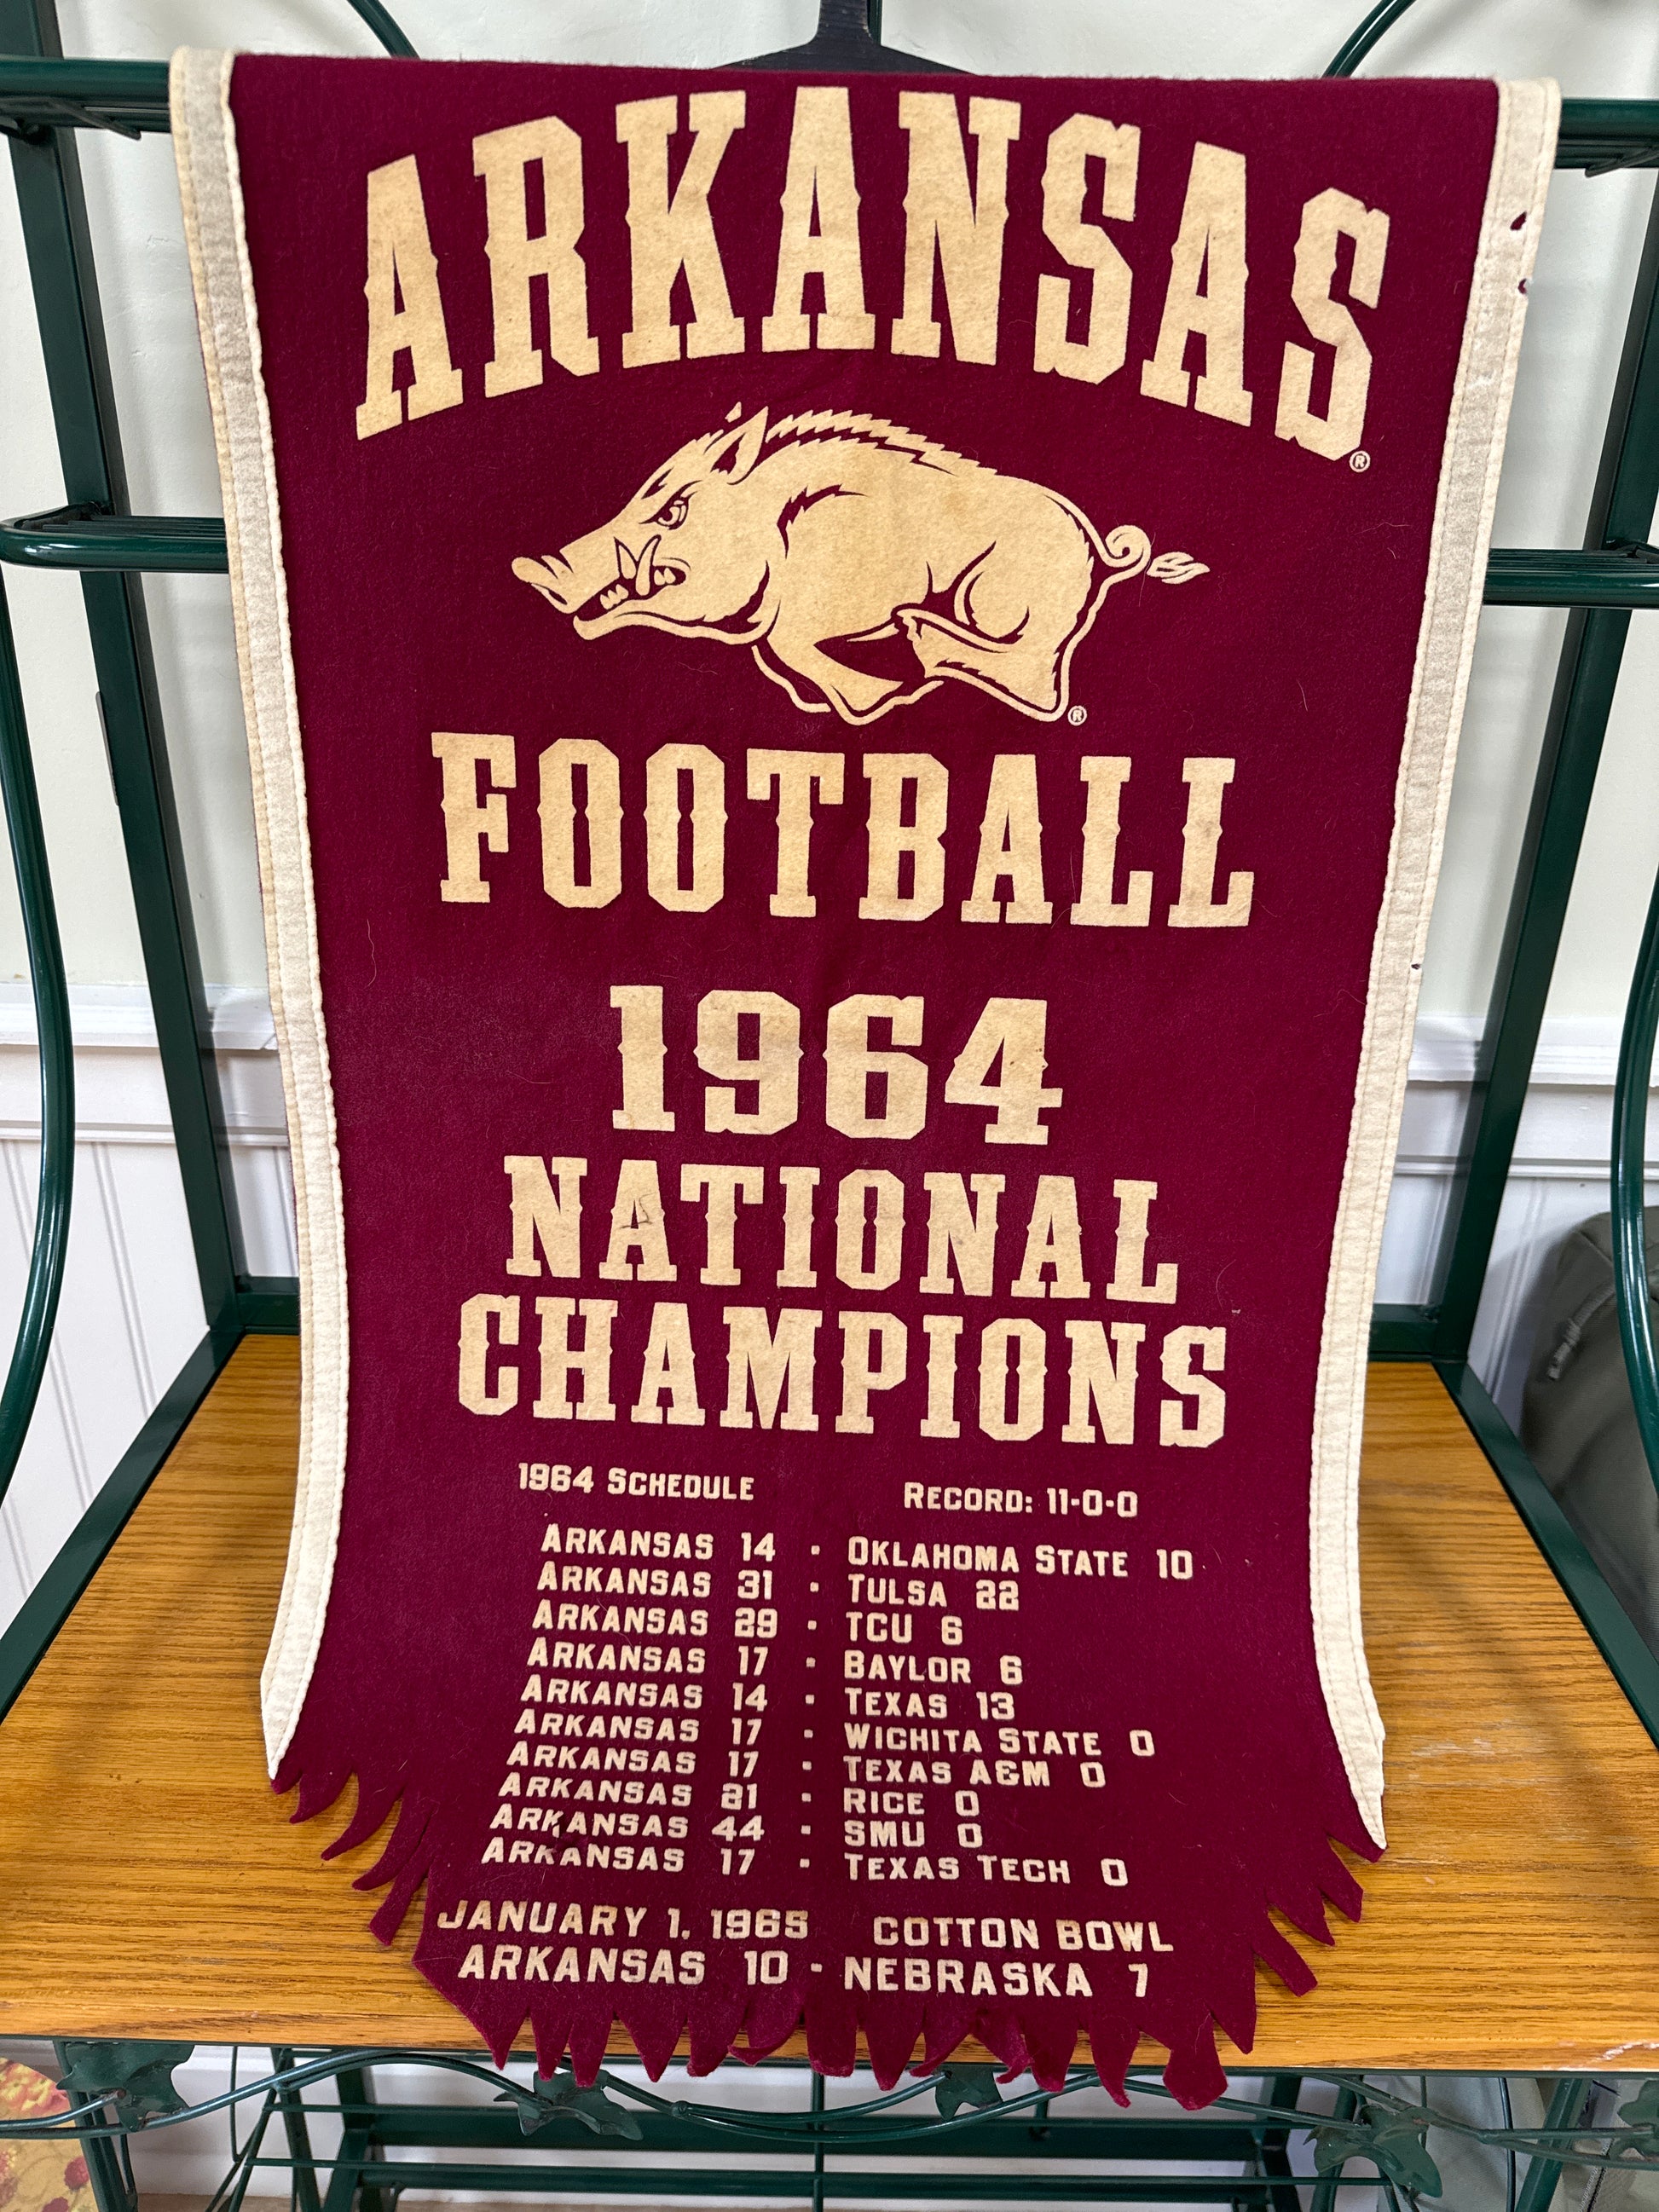 ARKANSAS®
®
FOOTBALL
1964
NATIONAL
CHAMPIONS
1964 SCHEDULE RECORD: 11-0-0
ARKANSAS 14 - OKLAHOMA STATE 10
ARKANSAS 31 - TULSA 22
ARKANSAS 29 - TCU 6
ARKANSAS 17 - BAYLOR 6
ARKANSAS 14 - TEXAS 13
ARKANSAS 17 - WICHITA STATE 0
ARKANSAS 17 - TEXAS A&M 0
ARKANSAS 21 - RICE 0
ARKANSAS 44 - SMU 0
ARKANSAS 17 - TEXAS TECH 0
JANUARY 1, 1965 COTTON BOWL
ARKANSAS 10 - NEBRASKA 7